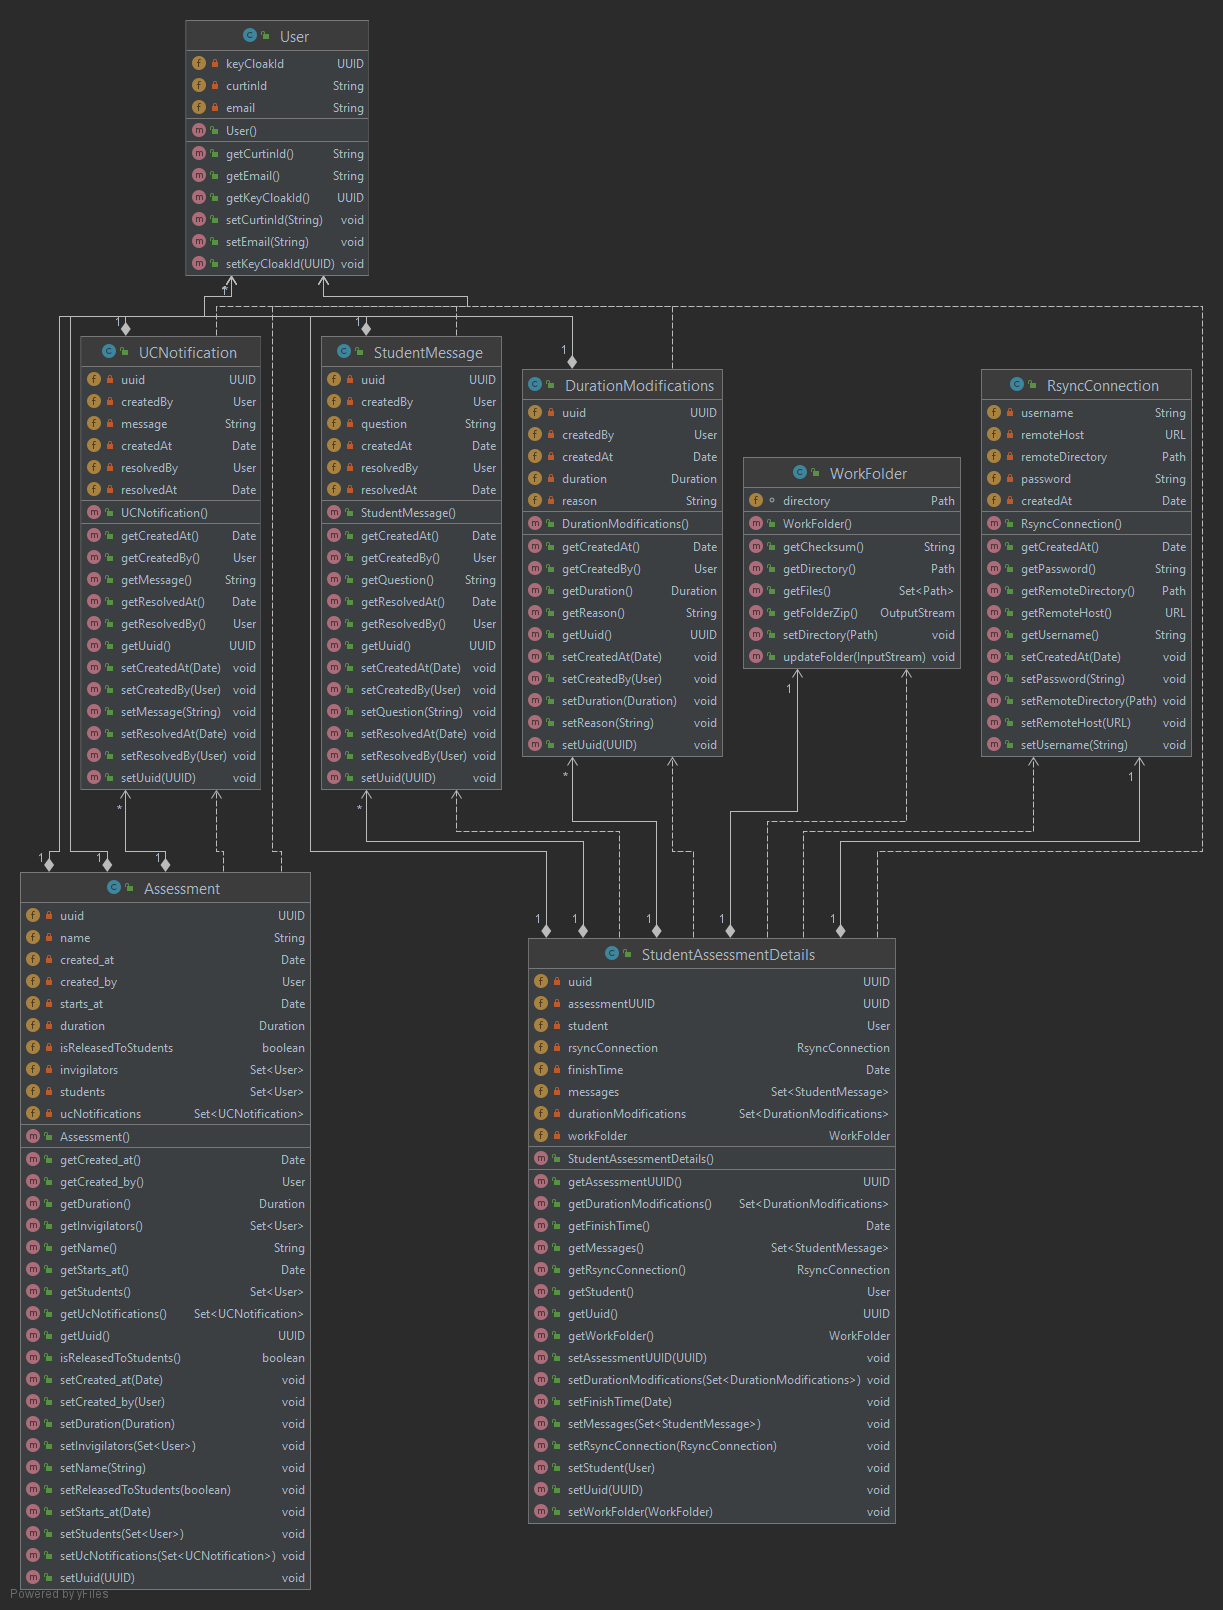 User
keyCloakId UUID
curtinId String
email String
User()
getCurtinId() String
getEmail() String
getKeyCloakId() UUID
setCurtinId(String) void
setEmail(String) void
setKeyCloakId(UUID) void
UCNotification
uuid UUID
createdBy User
message String
createdAt Date
resolvedBy User
resolvedAt Date
UCNotification()
getCreatedAt() Date
getCreatedBy() User
getMessage() String
getResolvedAt() Date
getResolvedBy() User
getUuid() UUID
setCreatedAt(Date) void
setCreatedBy(User) void
setMessage(String) void
setResolvedAt(Date) void
setResolvedBy(User) void
setUuid(UUID) void
StudentMessage
uuid UUID
createdBy User
question String
createdAt Date
resolvedBy User
resolvedAt Date
StudentMessage()
getCreatedAt() Date
getCreatedBy() User
getQuestion() String
getResolvedAt() Date
getResolvedBy() User
getUuid() UUID
setCreatedAt(Date) void
setCreatedBy(User) void
setQuestion(String) void
setResolvedAt(Date) void
setResolvedBy(User) void
setUuid(UUID) void
DurationModifications
uuid UUID
createdBy User
createdAt Date
duration Duration
reason String
DurationModifications()
getCreatedAt() Date
getCreatedBy() User
getDuration() Duration
getReason() String
getUuid() UUID
setCreatedAt(Date) void
setCreatedBy(User) void
setDuration(Duration) void
setReason(String) void
setUuid(UUID) void
WorkFolder
directory Path
WorkFolder()
getChecksum() String
getDirectory() Path
getFiles() Set<Path>
getFolderZip() OutputStream
setDirectory(Path) void
updateFolder(InputStream) void
RsyncConnection
username String
remoteHost URL
remoteDirectory Path
password String
createdAt Date
RsyncConnection()
getCreatedAt() Date
getPassword() String
getRemoteDirectory() Path
getRemoteHost() URL
getUsername() String
setCreatedAt(Date) void
setPassword(String) void
setRemoteDirectory(Path) void
setRemoteHost(URL) void
setUsername(String) void
Assessment
uuid UUID
name String
created_at Date
created_by User
starts_at Date
duration Duration
isReleasedToStudents boolean
invigilators Set<User>
students Set<User>
ucNotifications Set<UCNotification>
Assessment()
getCreated_at() Date
getCreated_by() User
getDuration() Duration
getInvigilators() Set<User>
getName() String
getStarts_at() Date
getStudents() Set<User>
getUcNotifications() Set<UCNotification>
getUuid() UUID
isReleasedToStudents() boolean
setCreated_at(Date) void
setCreated_by(User) void
setDuration(Duration) void
setInvigilators(Set<User>) void
setName(String) void
setReleasedToStudents(boolean) void
setStarts_at(Date) void
setStudents(Set<User>) void
setUcNotifications(Set<UCNotification>) void
setUuid(UUID) void
StudentAssessmentDetails
uuid UUID
assessmentUUID UUID
student User
rsyncConnection RsyncConnection
finishTime Date
messages Set<StudentMessage>
durationModifications Set<DurationModifications>
workFolder WorkFolder
StudentAssessmentDetails()
getAssessmentUUID() UUID
getDurationModifications() Set<DurationModifications>
getFinishTime() Date
getMessages() Set<StudentMessage>
getRsyncConnection() RsyncConnection
getStudent() User
getUuid() UUID
getWorkFolder() WorkFolder
setAssessmentUUID(UUID) void
setDurationModifications(Set<DurationModifications>) void
setFinishTime(Date) void
setMessages(Set<StudentMessage>) void
setRsyncConnection(RsyncConnection) void
setStudent(User) void
setUuid(UUID) void
setWorkFolder(WorkFolder) void
Powered by yFiles